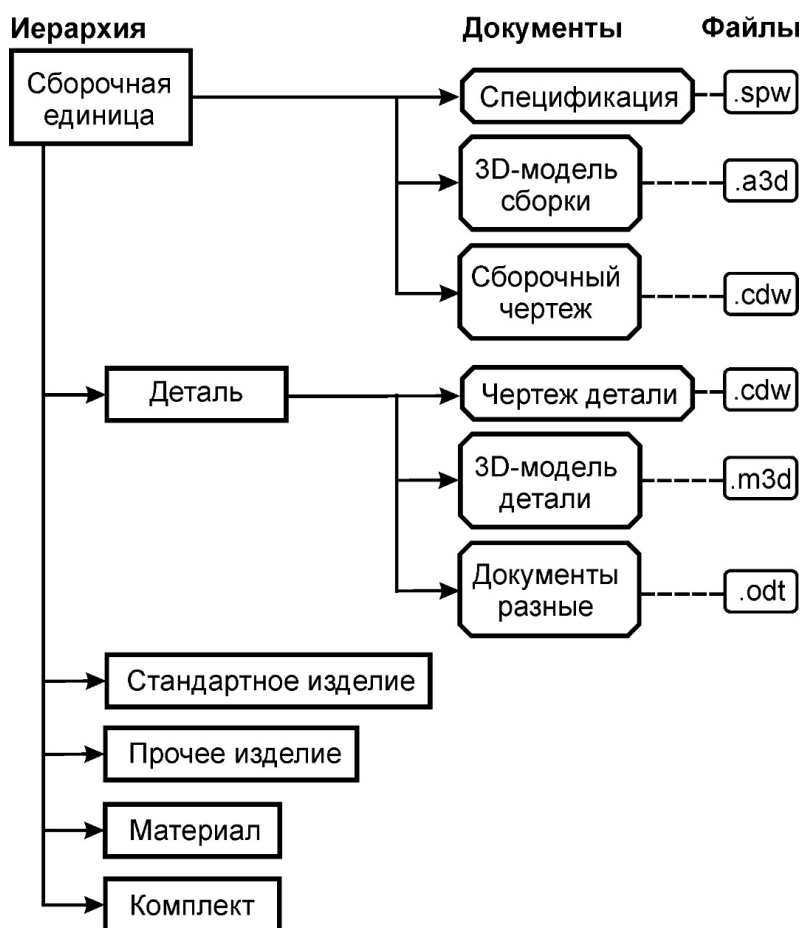 Иерархия Документы Файлы
Сборочная
единица
Спецификация .spw
3D-модель
сборки
.a3d
Сборочный
чертеж
.cdw
Деталь
Чертеж детали .cdw
3D-модель
детали
.m3d
Документы
разные
.odt
Стандартное изделие
Прочее изделие
Материал
Комплект